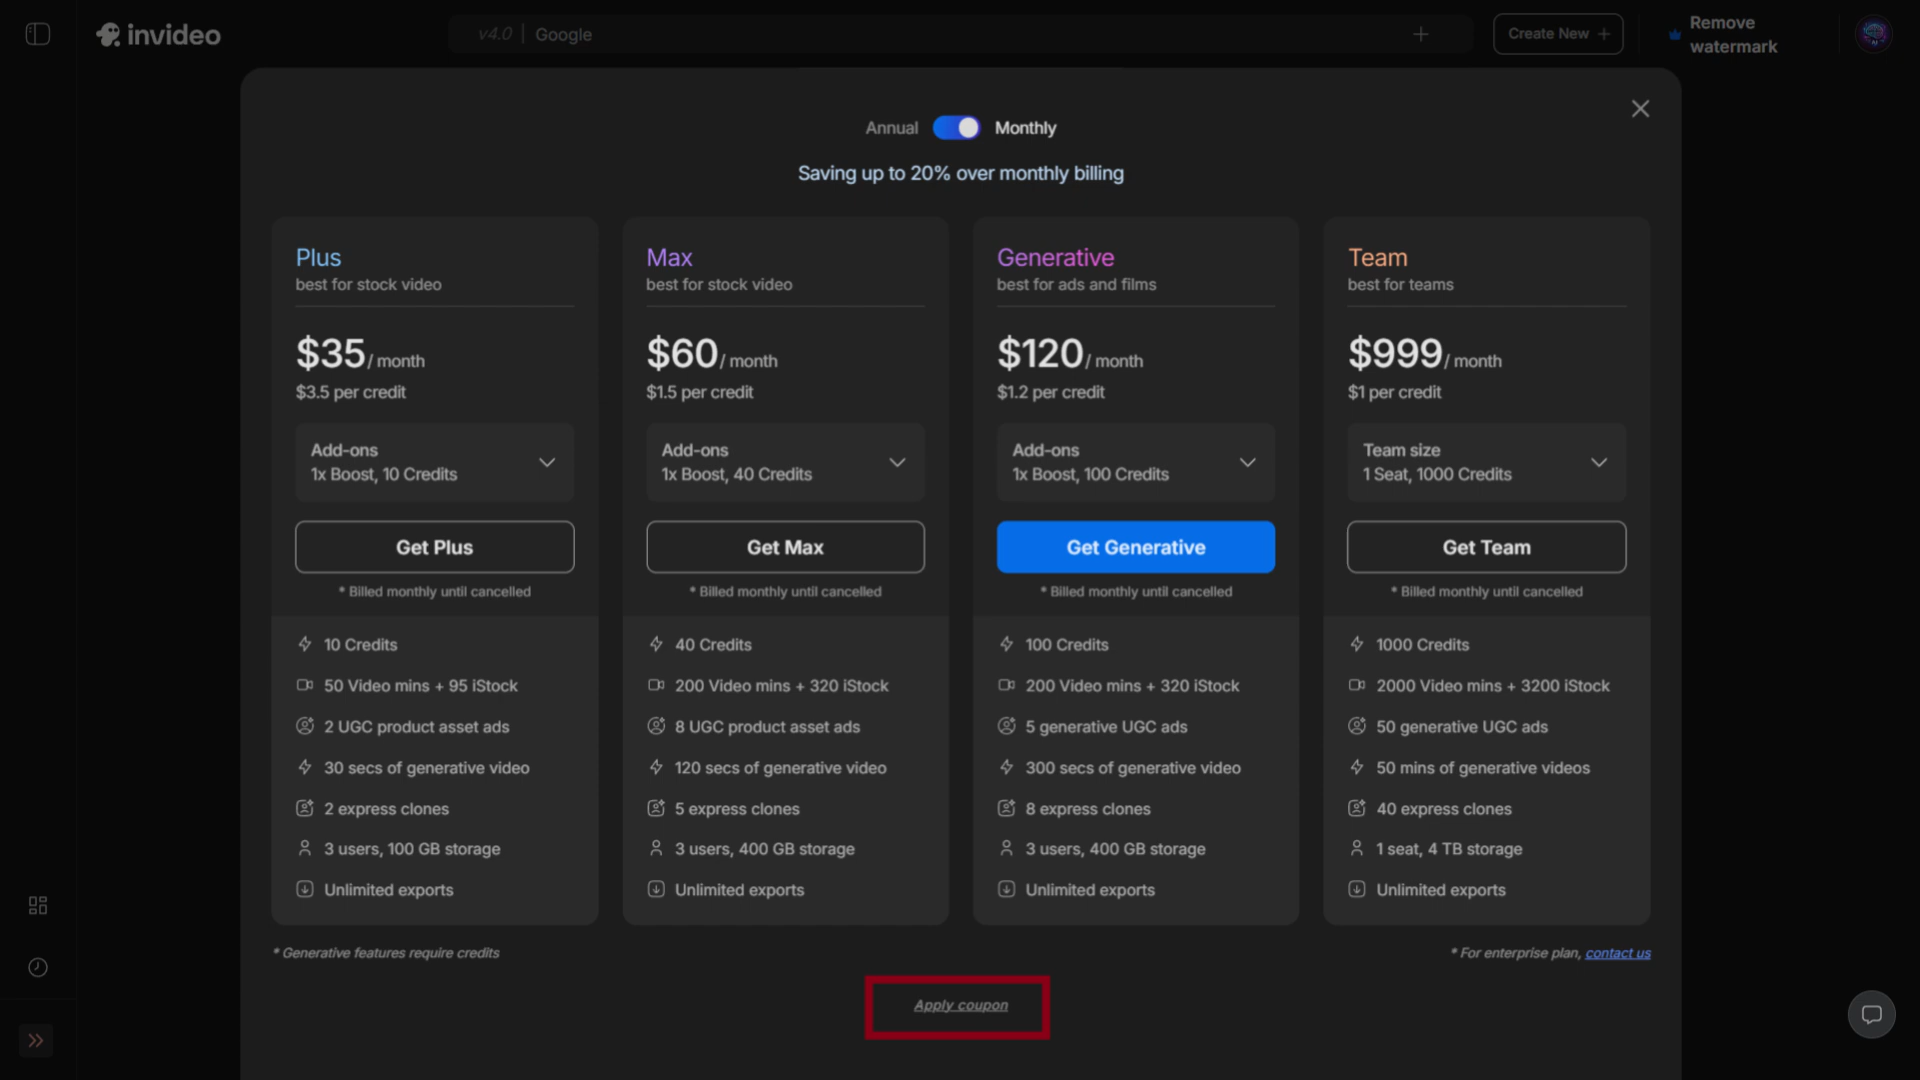 invideo
v4.0 | Google
Create New +
Remove
watermark
Annual
Monthly
Saving up to 20% over monthly billing
Plus
best for stock video
$35 / month
$3.5 per credit
Add-ons
1x Boost, 10 Credits
Get Plus
* Billed monthly until cancelled
10 Credits
50 Video mins + 95 iStock
2 UGC product asset ads
30 secs of generative video
2 express clones
3 users, 100 GB storage
Unlimited exports
Max
best for stock video
$60 / month
$1.5 per credit
Add-ons
1x Boost, 40 Credits
Get Max
* Billed monthly until cancelled
40 Credits
200 Video mins + 320 iStock
8 UGC product asset ads
120 secs of generative video
5 express clones
3 users, 400 GB storage
Unlimited exports
Generative
best for ads and films
$120 / month
$1.2 per credit
Add-ons
1x Boost, 100 Credits
Get Generative
* Billed monthly until cancelled
100 Credits
200 Video mins + 320 iStock
5 generative UGC ads
300 secs of generative video
8 express clones
3 users, 400 GB storage
Unlimited exports
Team
best for teams
$999 / month
$1 per credit
Team size
1 Seat, 1000 Credits
Get Team
* Billed monthly until cancelled
1000 Credits
2000 Video mins + 3200 iStock
50 generative UGC ads
50 mins of generative videos
40 express clones
1 seat, 4 TB storage
Unlimited exports
* Generative features require credits
* For enterprise plan, contact us
Apply coupon